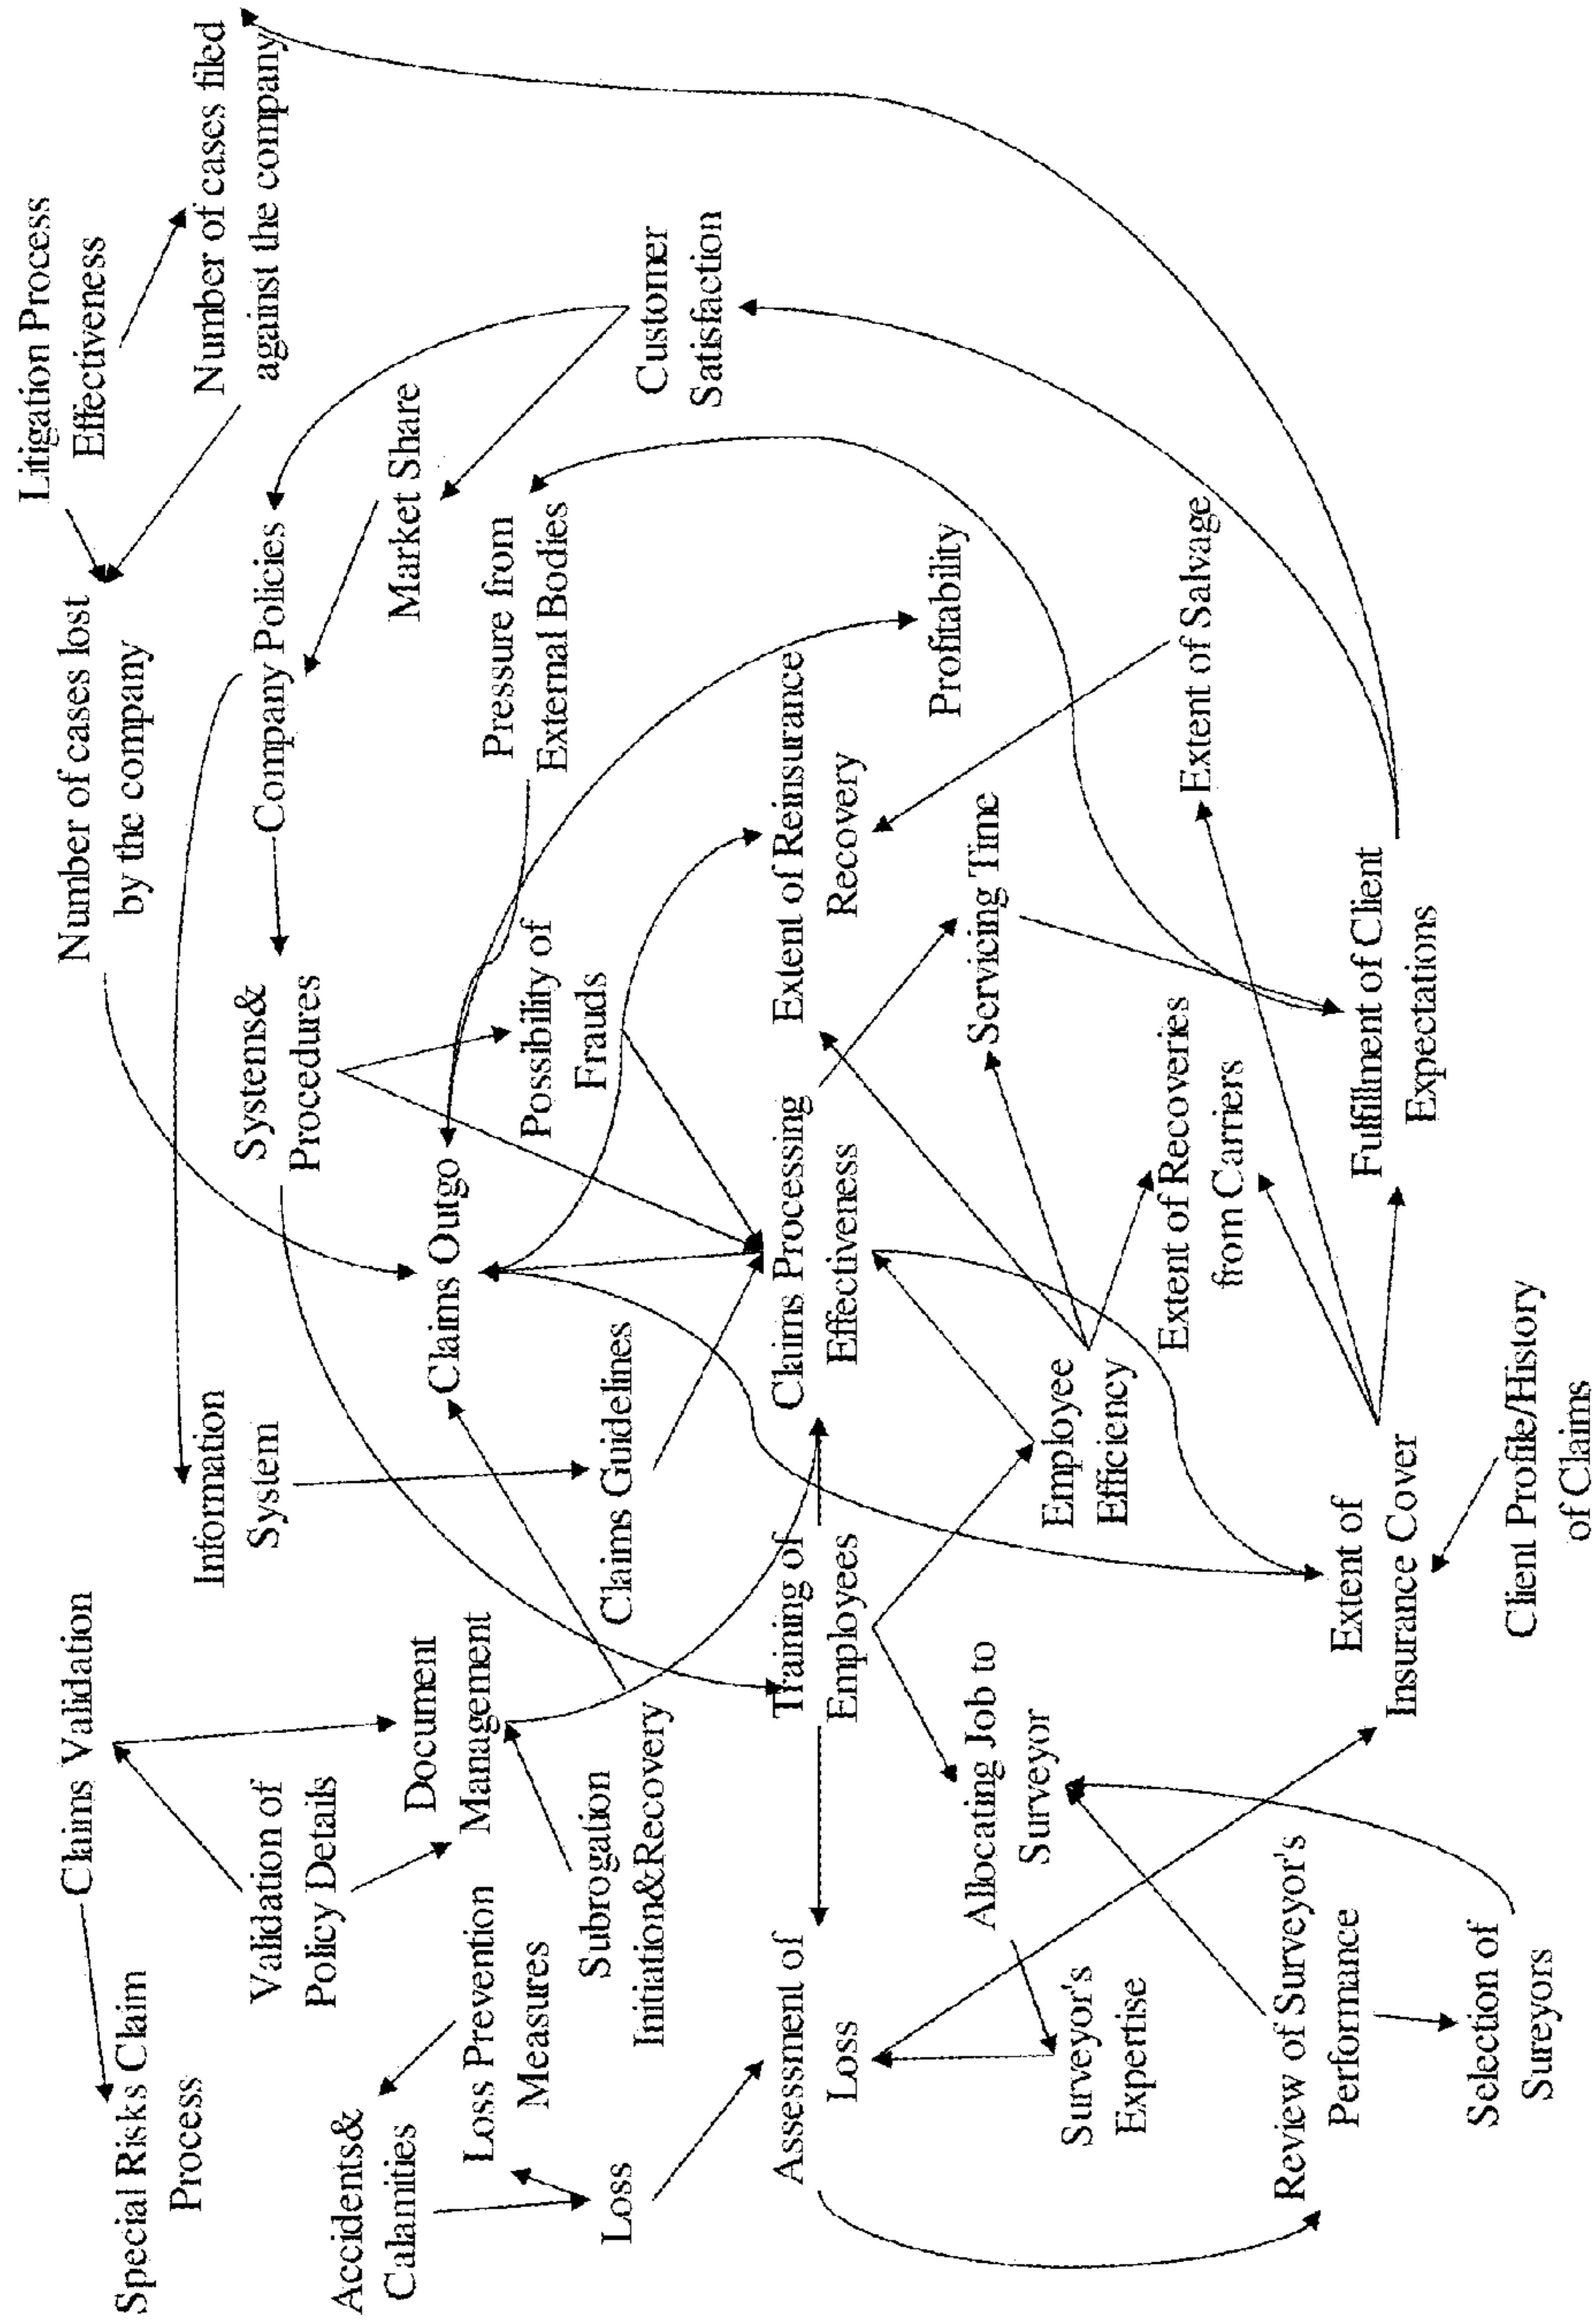 Litigation Process
Effectiveness
Number of cases filed
against the company
Number of cases lost
by the company
Claims Validation
Special Risks Claim
Process
Company Policies
Systems&
Procedures
Information
System
Validation of
Policy Details
Accidents&
Calamities
Market Share
Customer
Satisfaction
Pressure from
External Bodies
Claims Outgo
Document
Management
Loss Prevention
Measures
Possibility of
Frauds
Claims Guidelines
Subrogation
Initiation&Recovery
Loss
Profitability
Extent of Reinsurance
Recovery
Claims Processing
Effectiveness
Training of
Employees
Assessment of
Loss
Servicing Time
Employee
Efficiency
Allocating Job to
Surveyor
Surveyor's
Expertise
Extent of Salvage
Extent of Recoveries
from Carriers
Review of Surveyor's
Performance
Fulfillment of Client
Expectations
Extent of
Insurance Cover
Selection of
Sureyors
Client Profile/History
of Claims